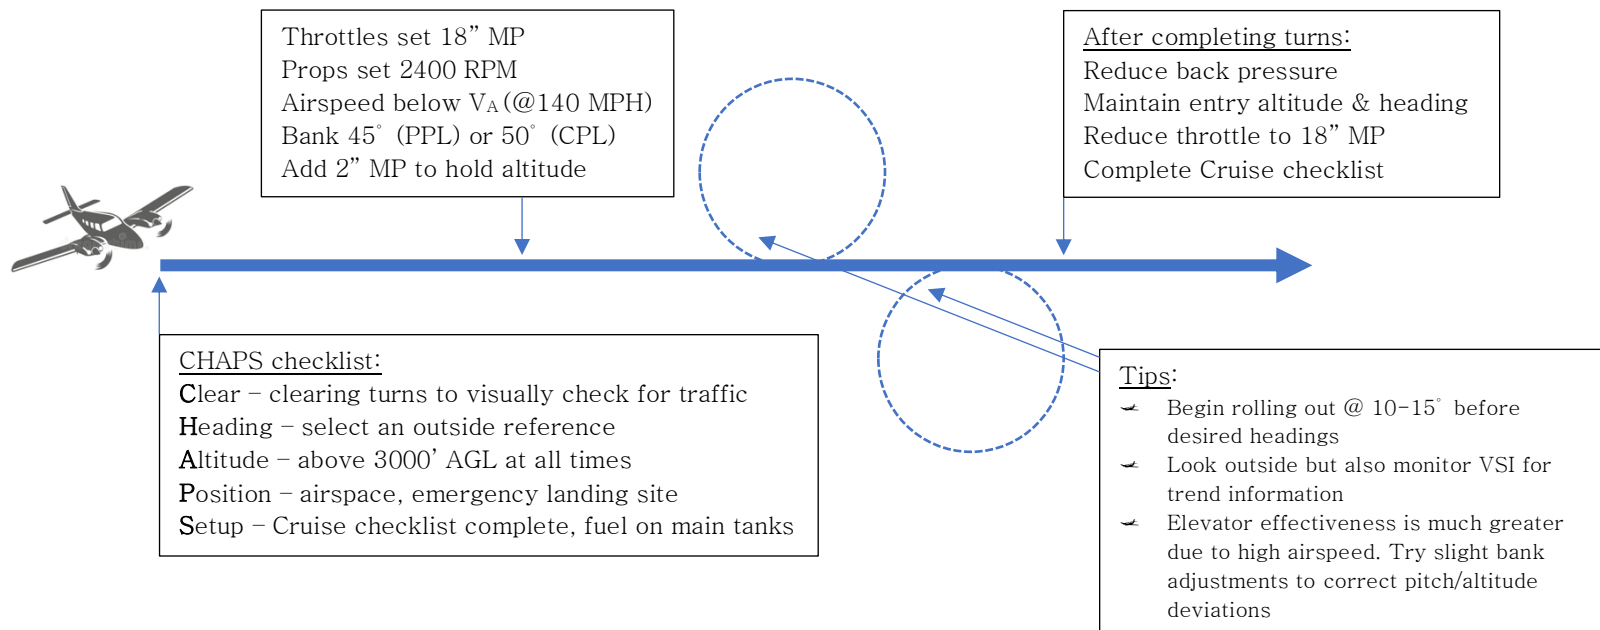 Throttles set 18” MP
Props set 2400 RPM
Airspeed below VA (@140 MPH)
Bank 45° (PPL) or 50° (CPL)
Add 2” MP to hold altitude
After completing turns:
Reduce back pressure
Maintain entry altitude & heading
Reduce throttle to 18” MP
Complete Cruise checklist
CHAPS checklist:
Clear – clearing turns to visually check for traffic
Heading – select an outside reference
Altitude – above 3000’ AGL at all times
Position – airspace, emergency landing site
Setup – Cruise checklist complete, fuel on main tanks
Tips:
Begin rolling out @ 10-15° before
desired headings
Look outside but also monitor VSI for
trend information
Elevator effectiveness is much greater
due to high airspeed. Try slight bank
adjustments to correct pitch/altitude
deviations